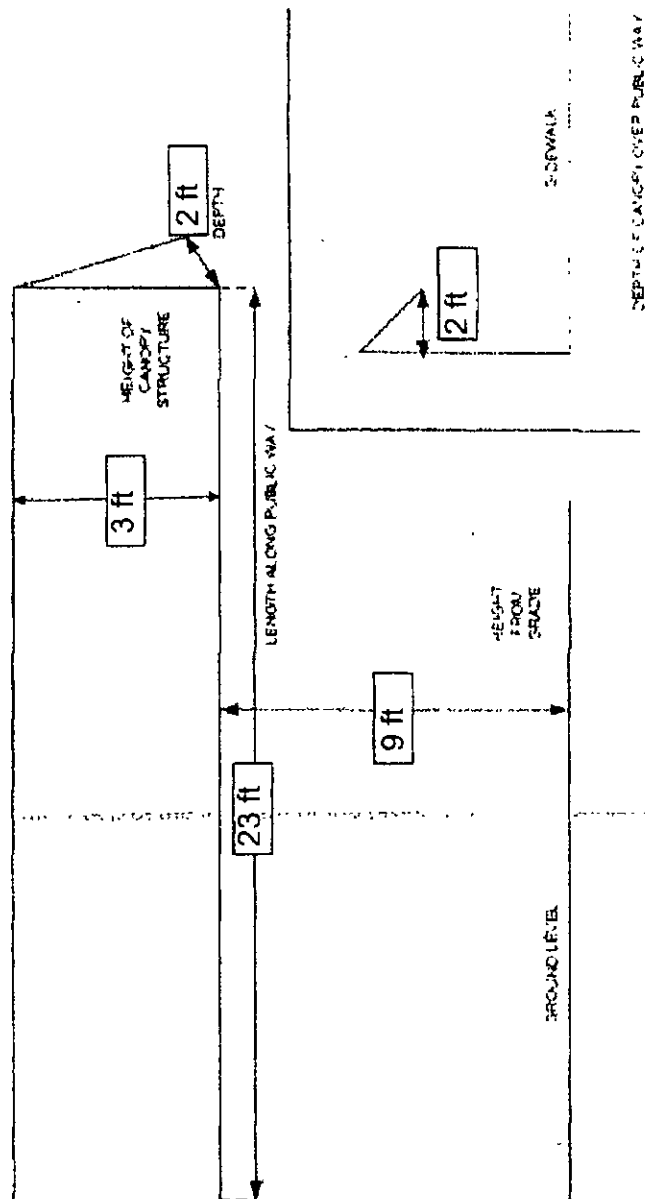 3 ft
HEIGHT OF
CANOPY
STRUCTURE
2 ft
DEPTH
23 ft
LENGTH ALONG PUBLIC WAY
9 ft
HEIGHT
FROM
GRADE
GROUND LEVEL
2 ft
SIDEWALK
DEPTH OF CANOPY OVER PUBLIC WAY